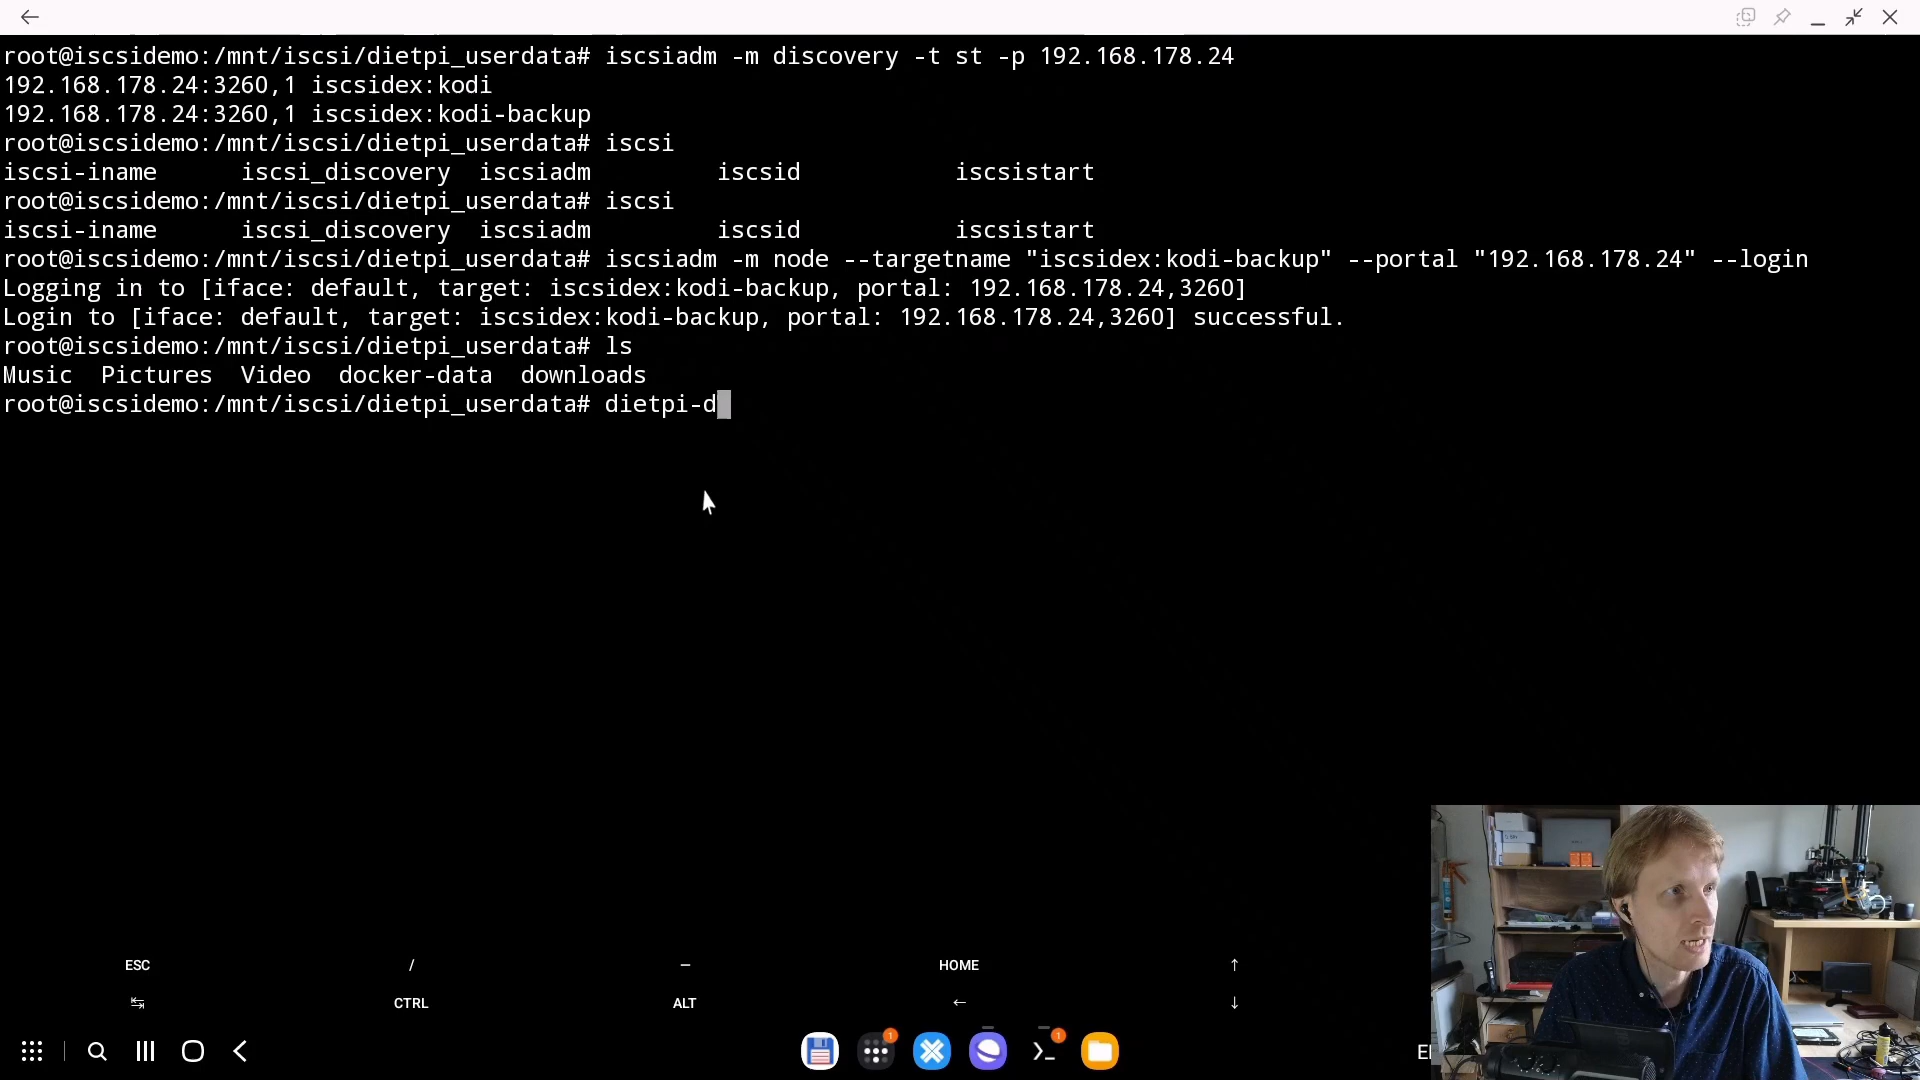 root@iscsidemo:/mnt/iscsi/dietpi_userdata# iscsiadm -m discovery -t st -p 192.168.178.24
192.168.178.24:3260,1 iscsidex:kodi
192.168.178.24:3260,1 iscsidex:kodi-backup
root@iscsidemo:/mnt/iscsi/dietpi_userdata# iscsi
iscsi-iname      iscsi_discovery  iscsiadm         iscsid           iscsistart
root@iscsidemo:/mnt/iscsi/dietpi_userdata# iscsi
iscsi-iname      iscsi_discovery  iscsiadm         iscsid           iscsistart
root@iscsidemo:/mnt/iscsi/dietpi_userdata# iscsiadm -m node --targetname "iscsidex:kodi-backup" --portal "192.168.178.24" --login
Logging in to [iface: default, target: iscsidex:kodi-backup, portal: 192.168.178.24,3260]
Login to [iface: default, target: iscsidex:kodi-backup, portal: 192.168.178.24,3260] successful.
root@iscsidemo:/mnt/iscsi/dietpi_userdata# ls
Music  Pictures  Video  docker-data  downloads
root@iscsidemo:/mnt/iscsi/dietpi_userdata# dietpi-d
ESC / – HOME ↑
↹ CTRL ALT ← ↓
1 1